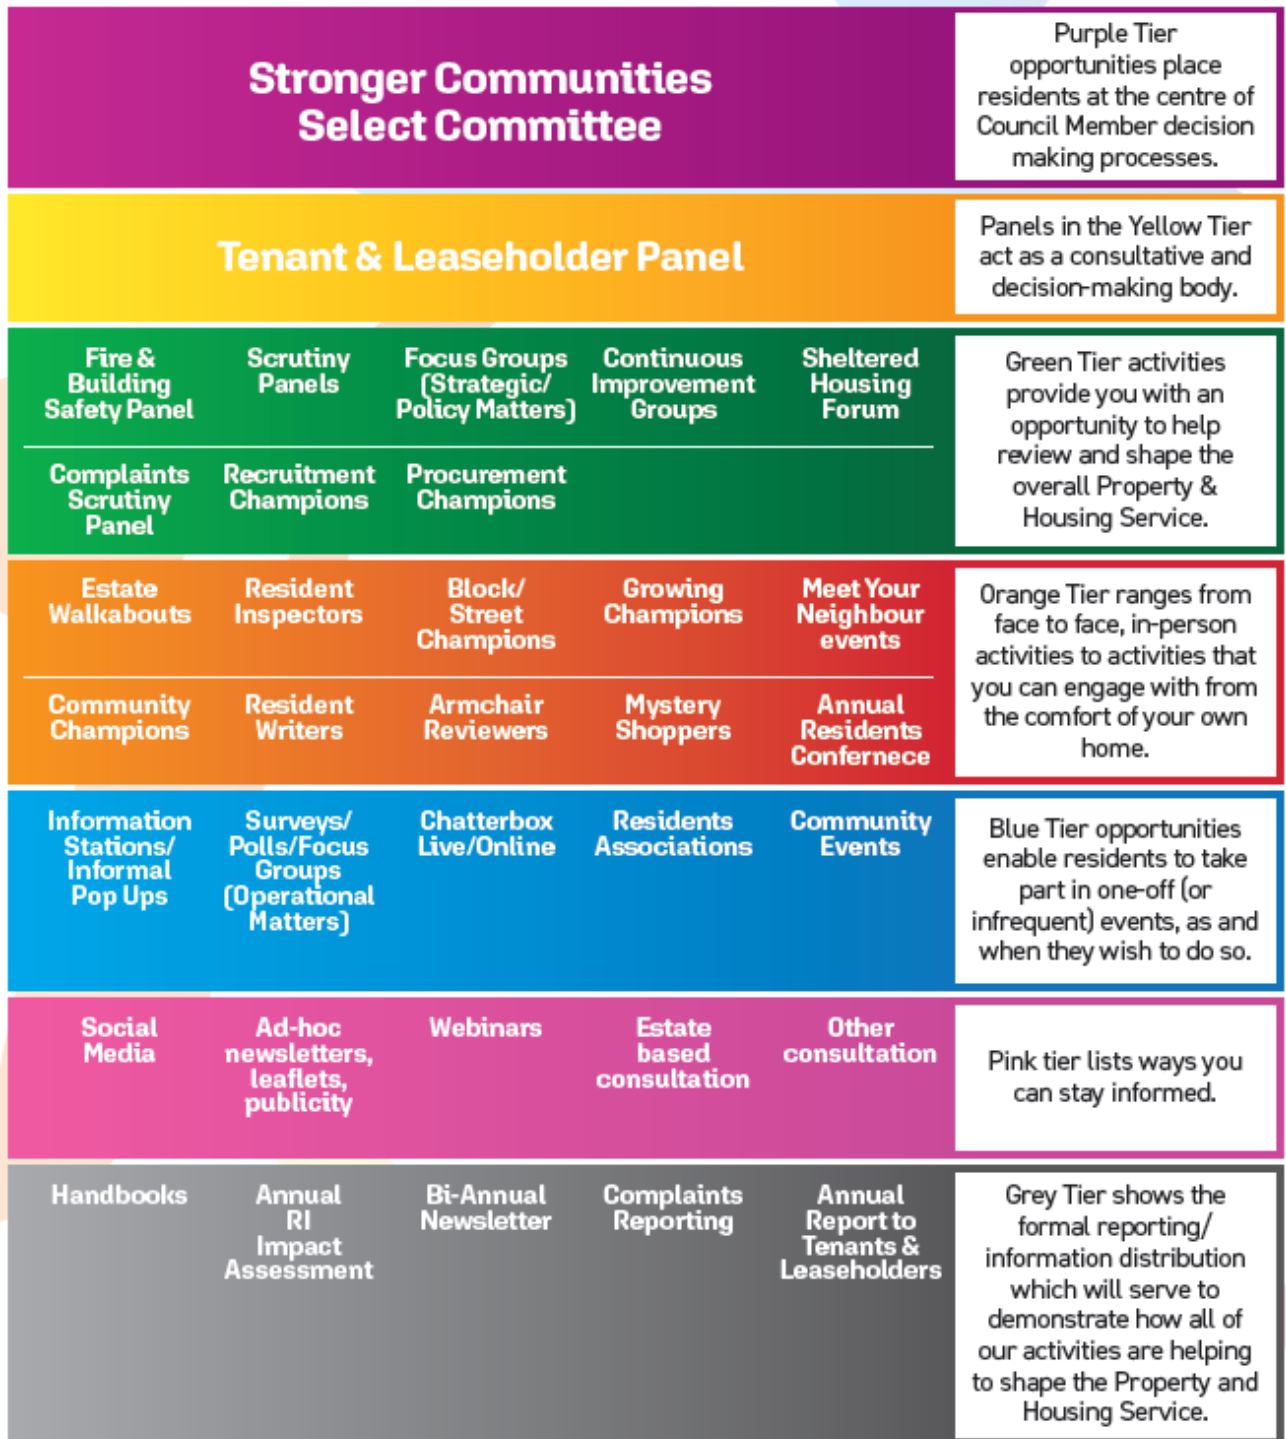 Stronger Communities
Select Committee
Purple Tier
opportunities place
residents at the centre of
Council Member decision
making processes.
Tenant & Leaseholder Panel
Panels in the Yellow Tier
act as a consultative and
decision-making body.
Fire &
Building
Safety Panel
Scrutiny
Panels
Focus Groups
(Strategic/
Policy Matters)
Continuous
Improvement
Groups
Sheltered
Housing
Forum
Complaints
Scrutiny
Panel
Recruitment
Champions
Procurement
Champions
Green Tier activities
provide you with an
opportunity to help
review and shape the
overall Property &
Housing Service.
Estate
Walkabouts
Resident
Inspectors
Block/
Street
Champions
Growing
Champions
Meet Your
Neighbour
events
Community
Champions
Resident
Writers
Armchair
Reviewers
Mystery
Shoppers
Annual
Residents
Confernece
Orange Tier ranges from
face to face, in-person
activities to activities that
you can engage with from
the comfort of your own
home.
Information
Stations/
Informal
Pop Ups
Surveys/
Polls/Focus
Groups
(Operational
Matters)
Chatterbox
Live/Online
Residents
Associations
Community
Events
Blue Tier opportunities
enable residents to take
part in one-off (or
infrequent) events, as and
when they wish to do so.
Social
Media
Ad-hoc
newsletters,
leaflets,
publicity
Webinars
Estate
based
consultation
Other
consultation
Pink tier lists ways you
can stay informed.
Handbooks
Annual
RI
Impact
Assessment
Bi-Annual
Newsletter
Complaints
Reporting
Annual
Report to
Tenants &
Leaseholders
Grey Tier shows the
formal reporting/
information distribution
which will serve to
demonstrate how all of
our activities are helping
to shape the Property and
Housing Service.